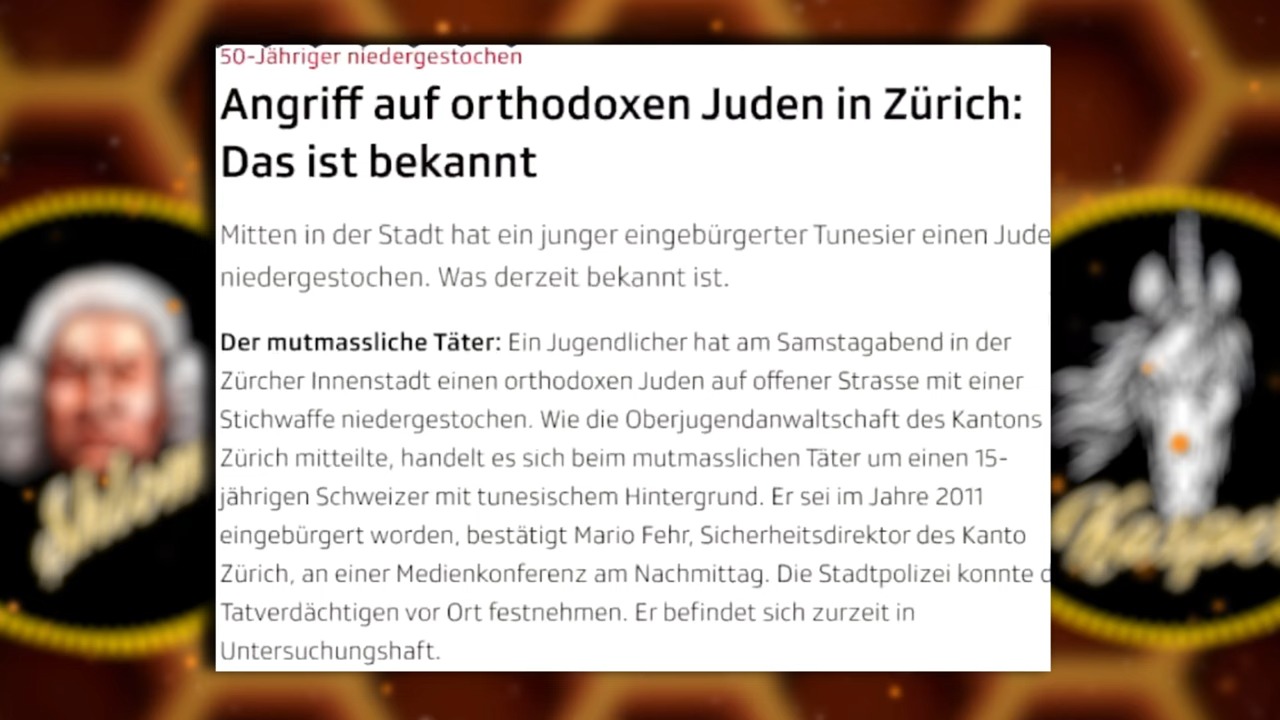 50-Jähriger niedergestochen
Angriff auf orthodoxen Juden in Zürich:
Das ist bekannt
Mitten in der Stadt hat ein junger eingebürgerter Tunesier einen Jude
niedergestochen. Was derzeit bekannt ist.
Der mutmassliche Täter: Ein Jugendlicher hat am Samstagabend in der
Zürcher Innenstadt einen orthodoxen Juden auf offener Strasse mit einer
Stichwaffe niedergestochen. Wie die Oberjugendanwaltschaft des Kantons
Zürich mitteilte, handelt es sich beim mutmasslichen Täter um einen 15-
jährigen Schweizer mit tunesischem Hintergrund. Er sei im Jahre 2011
eingebürgert worden, bestätigt Mario Fehr, Sicherheitsdirektor des Kanto
Zürich, an einer Medienkonferenz am Nachmittag. Die Stadtpolizei konnte d
Tatverdächtigen vor Ort festnehmen. Er befindet sich zurzeit in
Untersuchungshaft.